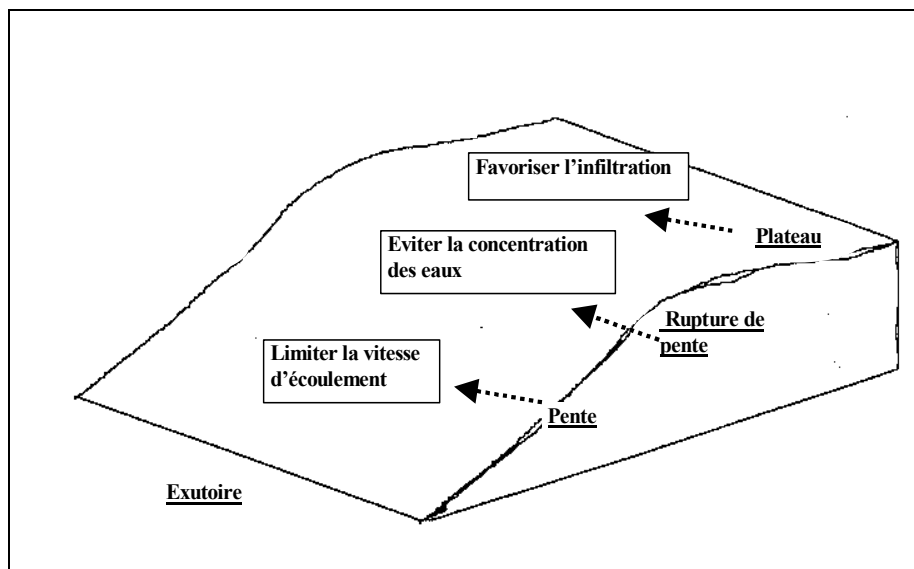 Favoriser l’infiltration
Plateau
Eviter la concentration
des eaux
Rupture de
pente
Limiter la vitesse
d’écoulement
Pente
Exutoire